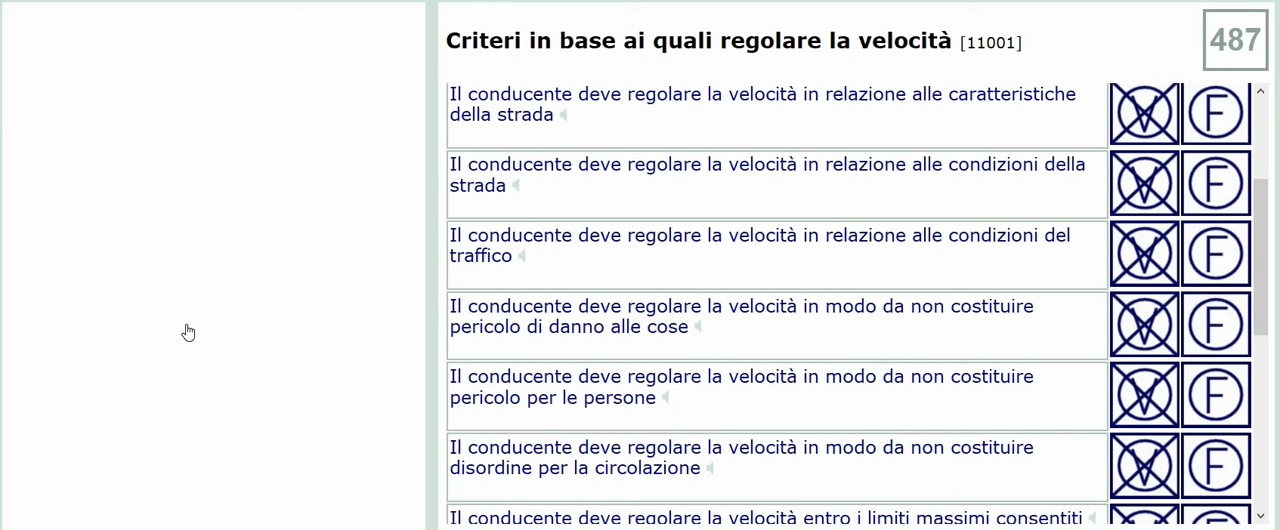 Criteri in base ai quali regolare la velocità [11001]
487
Il conducente deve regolare la velocità in relazione alle caratteristiche
della strada
V F
Il conducente deve regolare la velocità in relazione alle condizioni della
strada
V F
Il conducente deve regolare la velocità in relazione alle condizioni del
traffico
V F
Il conducente deve regolare la velocità in modo da non costituire
pericolo di danno alle cose
V F
Il conducente deve regolare la velocità in modo da non costituire
pericolo per le persone
V F
Il conducente deve regolare la velocità in modo da non costituire
disordine per la circolazione
V F
Il conducente deve regolare la velocità entro i limiti massimi consentiti